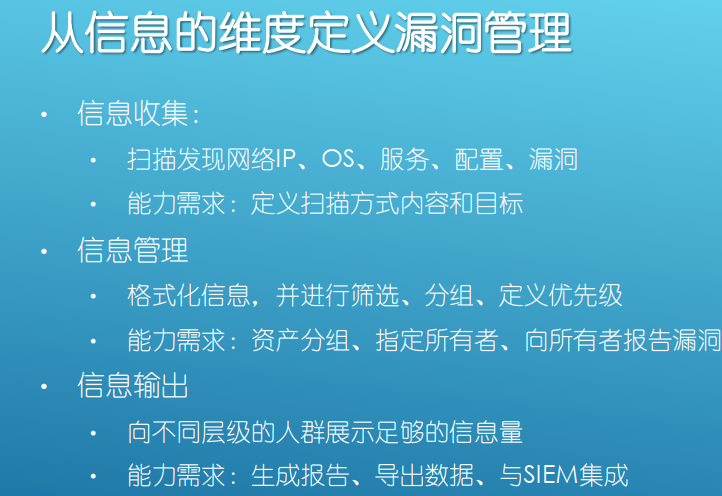 从信息的维度定义漏洞管理
• 信息收集：
• 扫描发现网络IP、OS、服务、配置、漏洞
• 能力需求：定义扫描方式内容和目标
• 信息管理
• 格式化信息，并进行筛选、分组、定义优先级
• 能力需求：资产分组、指定所有者、向所有者报告漏洞
• 信息输出
• 向不同层级的人群展示足够的信息量
• 能力需求：生成报告、导出数据、与SIEM集成